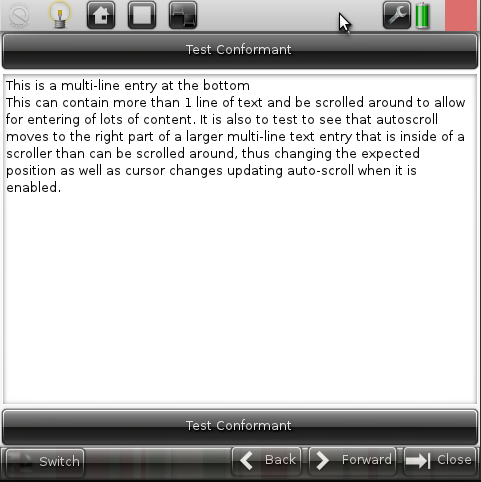 Test Conformant
This is a multi-line entry at the bottom
This can contain more than 1 line of text and be scrolled around to allow
for entering of lots of content. It is also to test to see that autoscroll
moves to the right part of a larger multi-line text entry that is inside of a
scroller than can be scrolled around, thus changing the expected
position as well as cursor changes updating auto-scroll when it is
enabled.
Test Conformant
Switch Back Forward Close